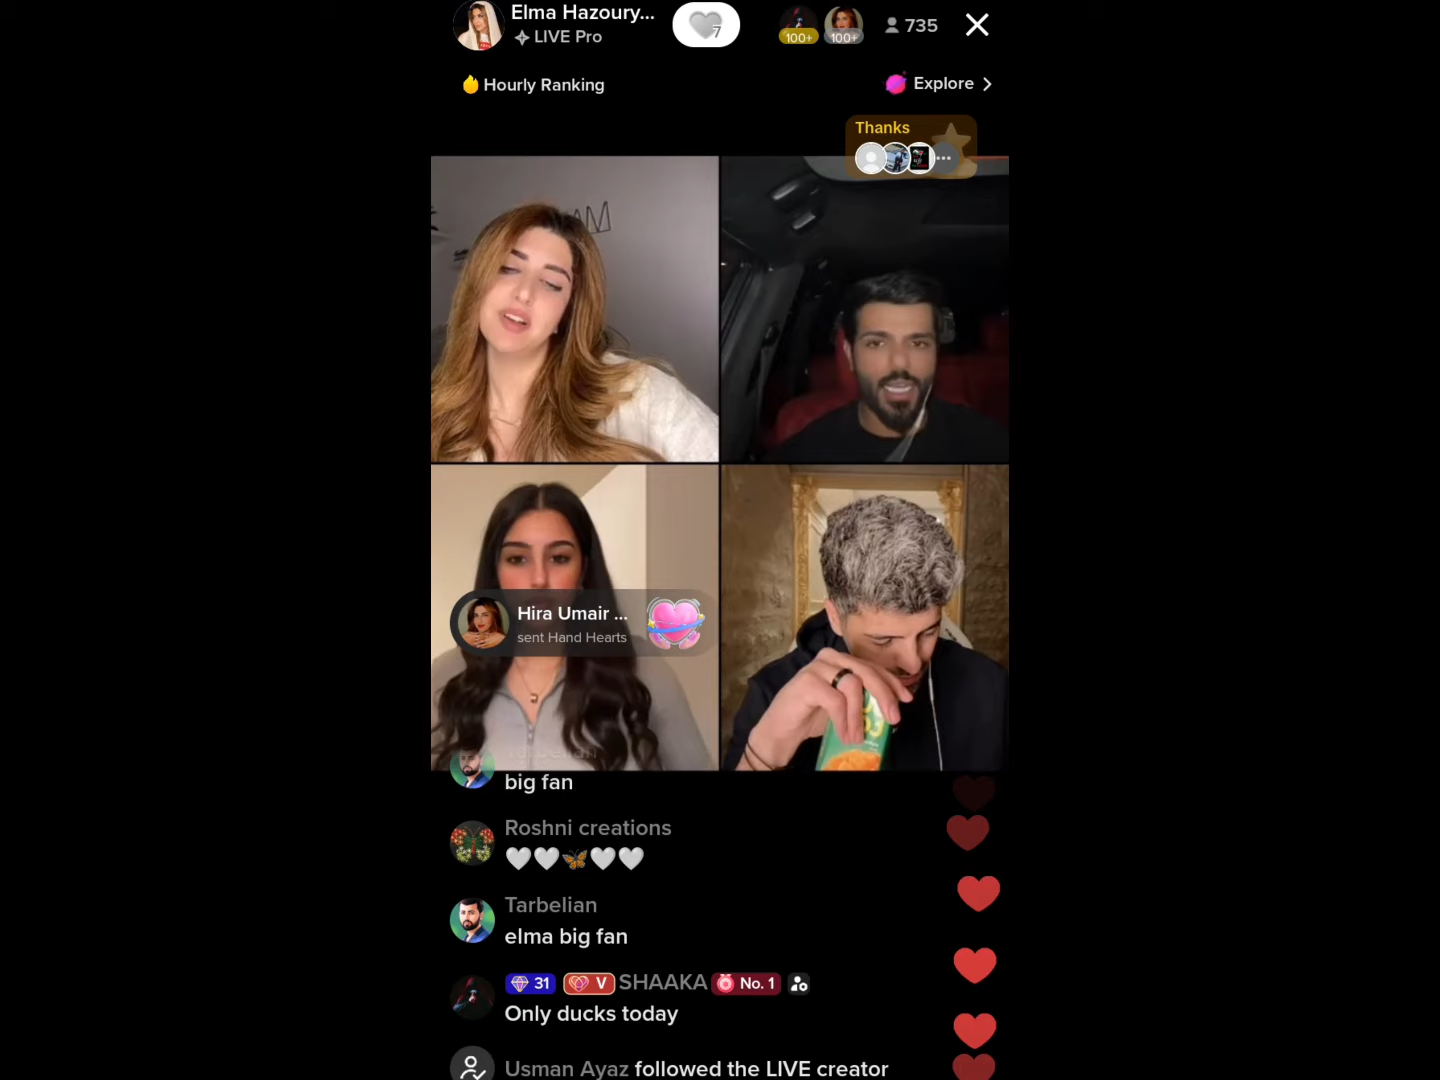 Elma Hazoury...
LIVE Pro
7
100+
100+
735
Hourly Ranking
Explore
Thanks
Hira Umair ...
sent Hand Hearts
big fan
Roshni creations
🤍🤍🦋🤍🤍
Tarbelian
elma big fan
31 V SHAAKA No. 1
Only ducks today
Usman Ayaz followed the LIVE creator